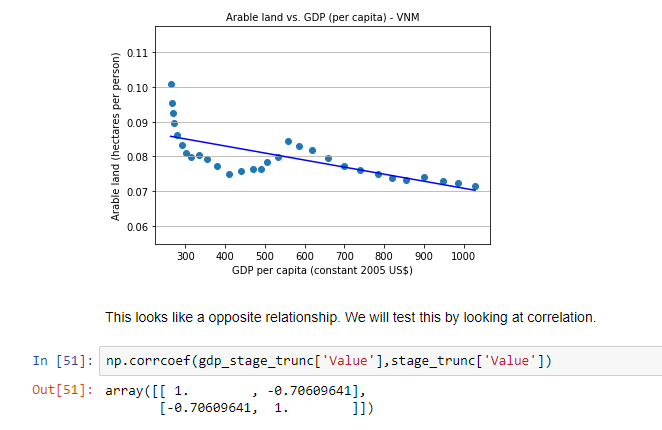 Arable land vs. GDP (per capita) - VNM
Arable land (hectares per person)
0.11
0.10
0.09
0.08
0.07
0.06
300 400 500 600 700 800 900 1000
GDP per capita (constant 2005 US$)
This looks like a opposite relationship. We will test this by looking at correlation.
In [51]: np.corrcoef(gdp_stage_trunc['Value'],stage_trunc['Value'])
Out[51]: array([[ 1.        , -0.70609641],
[-0.70609641,  1.        ]])